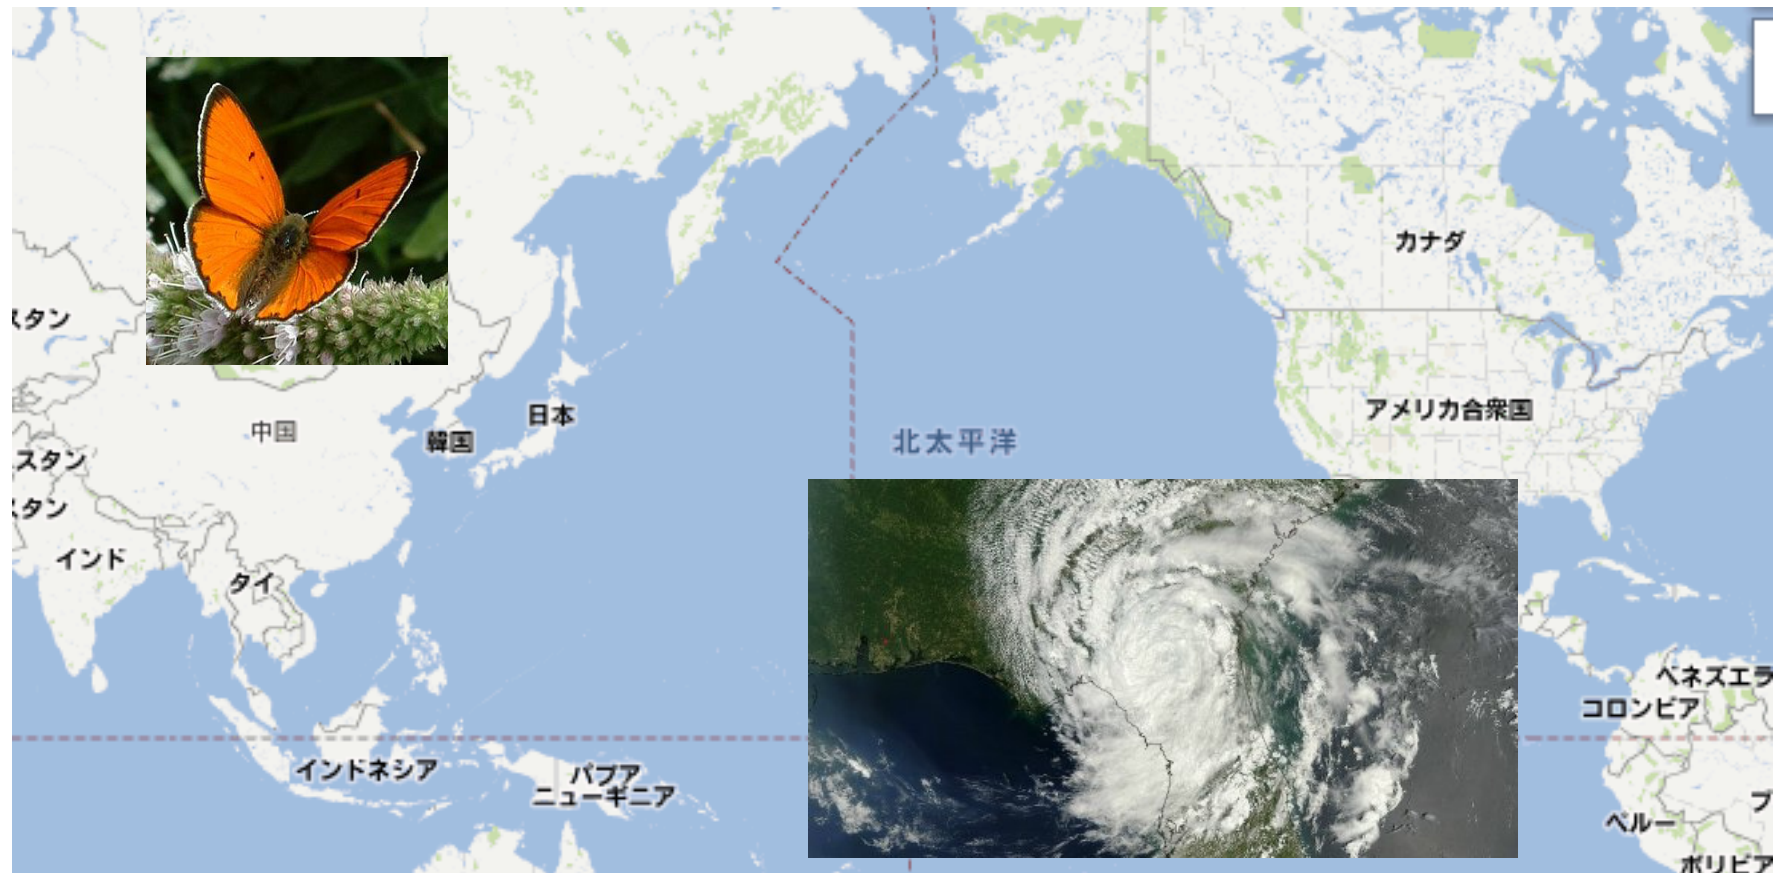 カナダ
スタン
アメリカ合衆国
日本
中国
韓国
北太平洋
スタン
スタン
インド
タイ
ベネズエラ
コロンビア
インドネシア
パプア
ニューギニア
ペルー
ボリビア